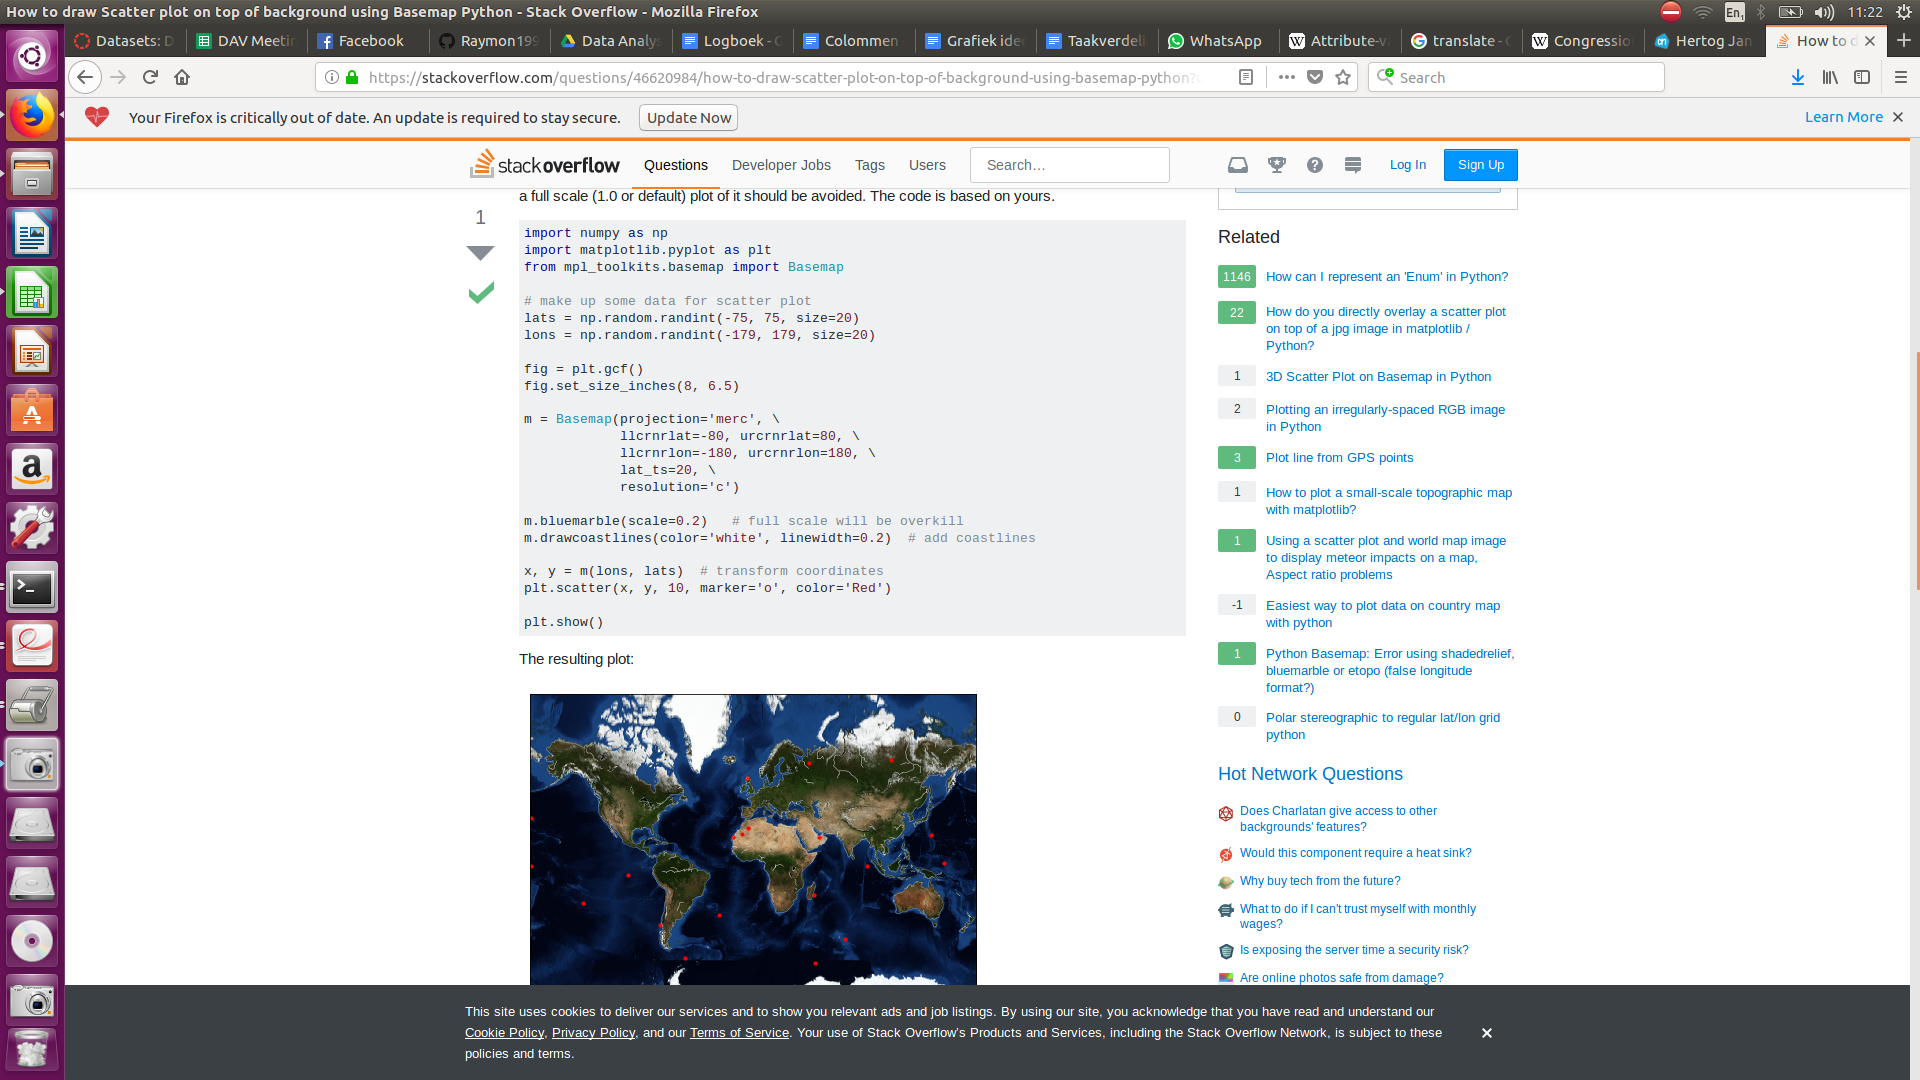 How to draw Scatter plot on top of background using Basemap Python - Stack Overflow - Mozilla Firefox
En1
11:22
Datasets: D
DAV Meetin
Facebook
Raymon199
Data Analys
Logboek - G
Colommen
Grafiek idee
Taakverdeli
WhatsApp
Attribute-va
translate - G
Congression
Hertog Jan
How to d
https://stackoverflow.com/questions/46620984/how-to-draw-scatter-plot-on-top-of-background-using-basemap-python?
Search
Your Firefox is critically out of date. An update is required to stay secure.
Update Now
Learn More
stackoverflow
Questions
Developer Jobs
Tags
Users
Search…
Log In
Sign Up
a full scale (1.0 or default) plot of it should be avoided. The code is based on yours.
1
import numpy as np
import matplotlib.pyplot as plt
from mpl_toolkits.basemap import Basemap
# make up some data for scatter plot
lats = np.random.randint(-75, 75, size=20)
lons = np.random.randint(-179, 179, size=20)
fig = plt.gcf()
fig.set_size_inches(8, 6.5)
m = Basemap(projection='merc', \
            llcrnrlat=-80, urcrnrlat=80, \
            llcrnrlon=-180, urcrnrlon=180, \
            lat_ts=20, \
            resolution='c')
m.bluemarble(scale=0.2)   # full scale will be overkill
m.drawcoastlines(color='white', linewidth=0.2)  # add coastlines
x, y = m(lons, lats)  # transform coordinates
plt.scatter(x, y, 10, marker='o', color='Red')
plt.show()
The resulting plot:
Related
1146
How can I represent an 'Enum' in Python?
22
How do you directly overlay a scatter plot
on top of a jpg image in matplotlib /
Python?
1
3D Scatter Plot on Basemap in Python
2
Plotting an irregularly-spaced RGB image
in Python
3
Plot line from GPS points
1
How to plot a small-scale topographic map
with matplotlib?
1
Using a scatter plot and world map image
to display meteor impacts on a map,
Aspect ratio problems
-1
Easiest way to plot data on country map
with python
1
Python Basemap: Error using shadedrelief,
bluemarble or etopo (false longitude
format?)
0
Polar stereographic to regular lat/lon grid
python
Hot Network Questions
Does Charlatan give access to other
backgrounds' features?
Would this component require a heat sink?
Why buy tech from the future?
What to do if I can't trust myself with monthly
wages?
Is exposing the server time a security risk?
Are online photos safe from damage?
This site uses cookies to deliver our services and to show you relevant ads and job listings. By using our site, you acknowledge that you have read and understand our
Cookie Policy, Privacy Policy, and our Terms of Service. Your use of Stack Overflow's Products and Services, including the Stack Overflow Network, is subject to these
policies and terms.